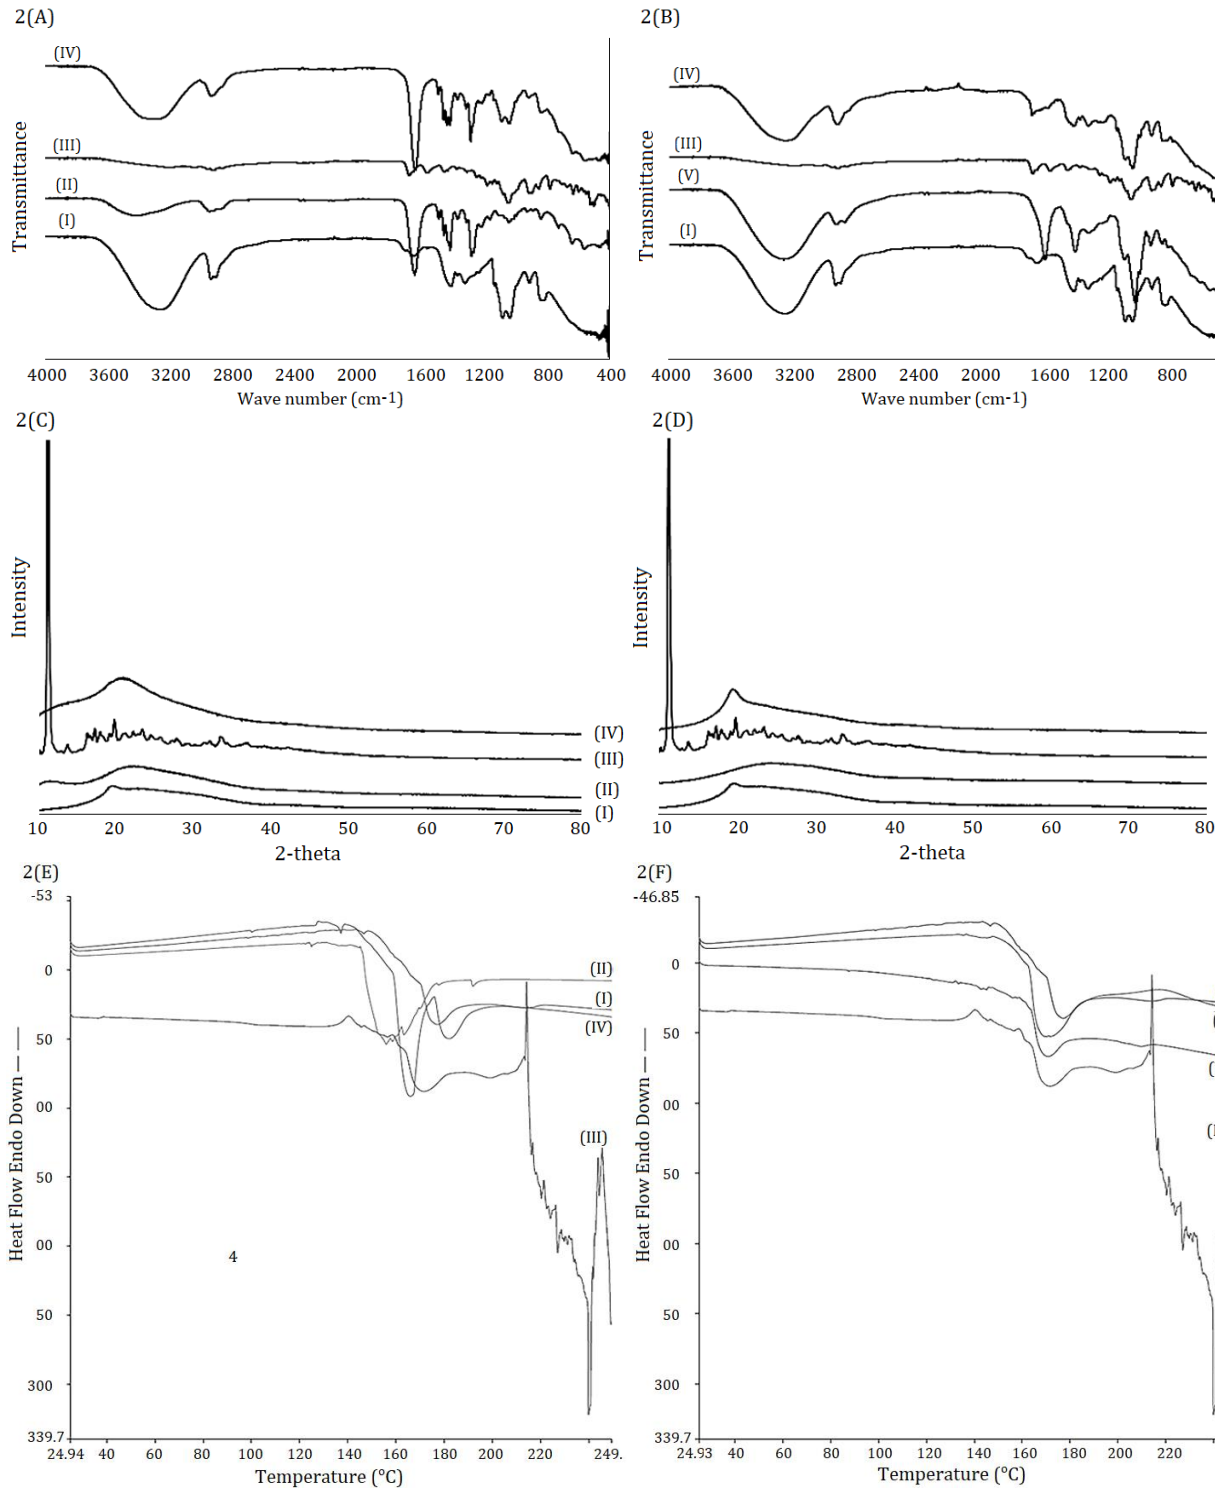 2(A)
2(B)
(IV)
(III)
(II)
(I)
Transmittance
4000 3600 3200 2800 2400 2000 1600 1200 800 400
Wave number (cm-1)
(IV)
(III)
(V)
(I)
Transmittance
4000 3600 3200 2800 2400 2000 1600 1200 800
Wave number (cm-1)
2(C)
2(D)
Intensity
(IV)
(III)
(II)
(I)
10 20 30 40 50 60 70 80
2-theta
Intensity
10 20 30 40 50 60 70 80
2-theta
2(E)
2(F)
-53
0
50
00
50
00
50
300
339.7
Heat Flow Endo Down — —
(II)
(I)
(IV)
(III)
4
24.94 40 60 80 100 120 140 160 180 200 220 249.
Temperature (°C)
-46.85
0
50
00
50
00
50
300
339.7
Heat Flow Endo Down — —
24.93 40 60 80 100 120 140 160 180 200 220
Temperature (°C)